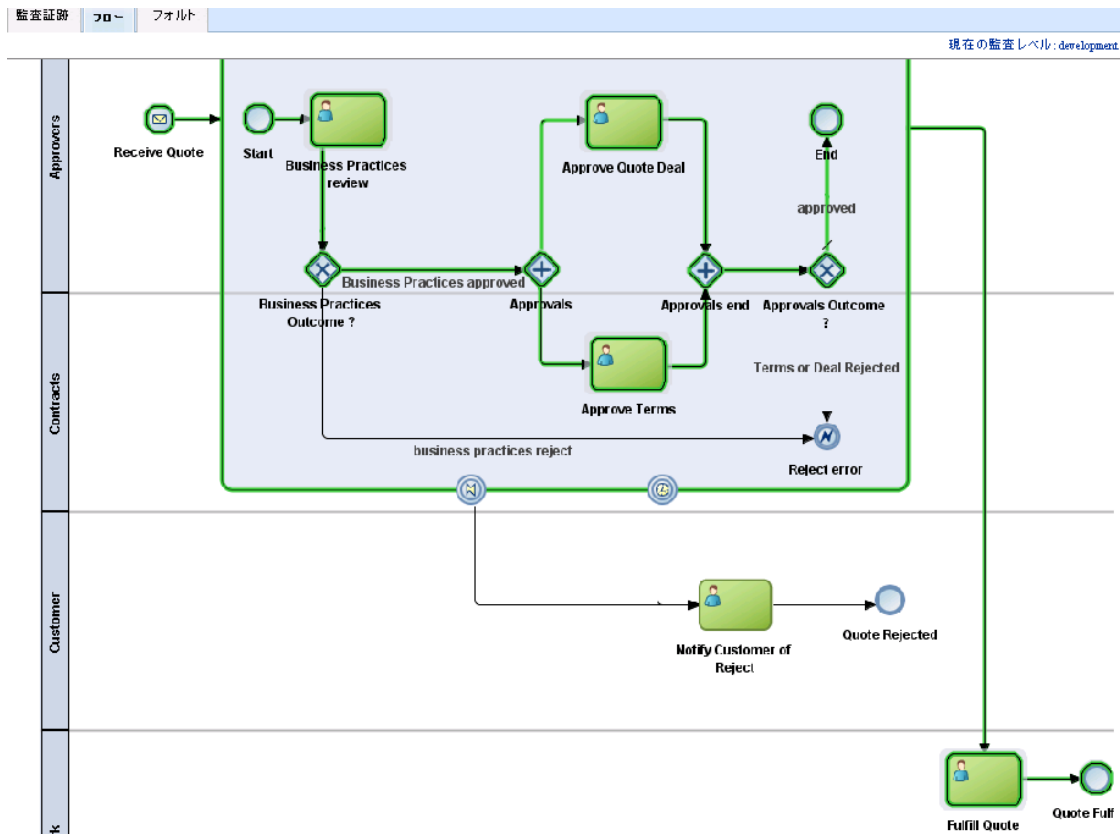 監査証跡 フロー フォルト
現在の監査レベル: development
Approvers
Receive Quote
Start
Business Practices
review
Approve Quote Deal
End
approved
Business Practices approved
Business Practices
Outcome ?
Approvals
Approvals end
Approvals Outcome
?
Contracts
Approve Terms
Terms or Deal Rejected
business practices reject
Reject error
Customer
Notify Customer of
Reject
Quote Rejected
Fulfill Quote
Quote Fulf